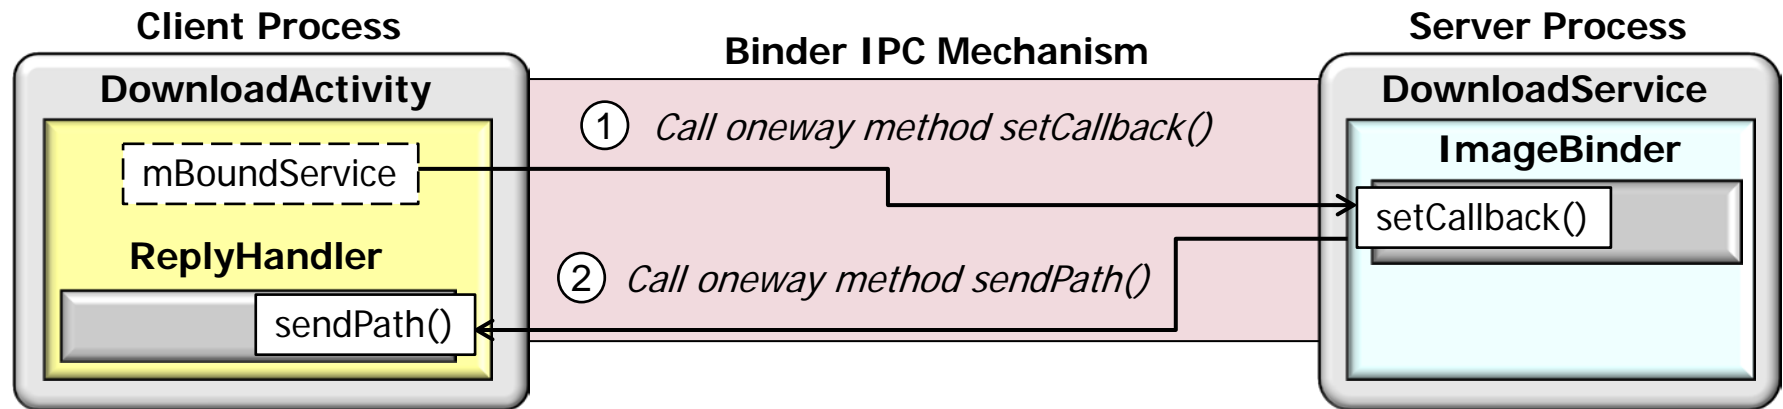 Client Process
Binder IPC Mechanism
Server Process
DownloadActivity
DownloadService
1 Call oneway method setCallback()
mBoundService
ImageBinder
setCallback()
ReplyHandler
2 Call oneway method sendPath()
sendPath()